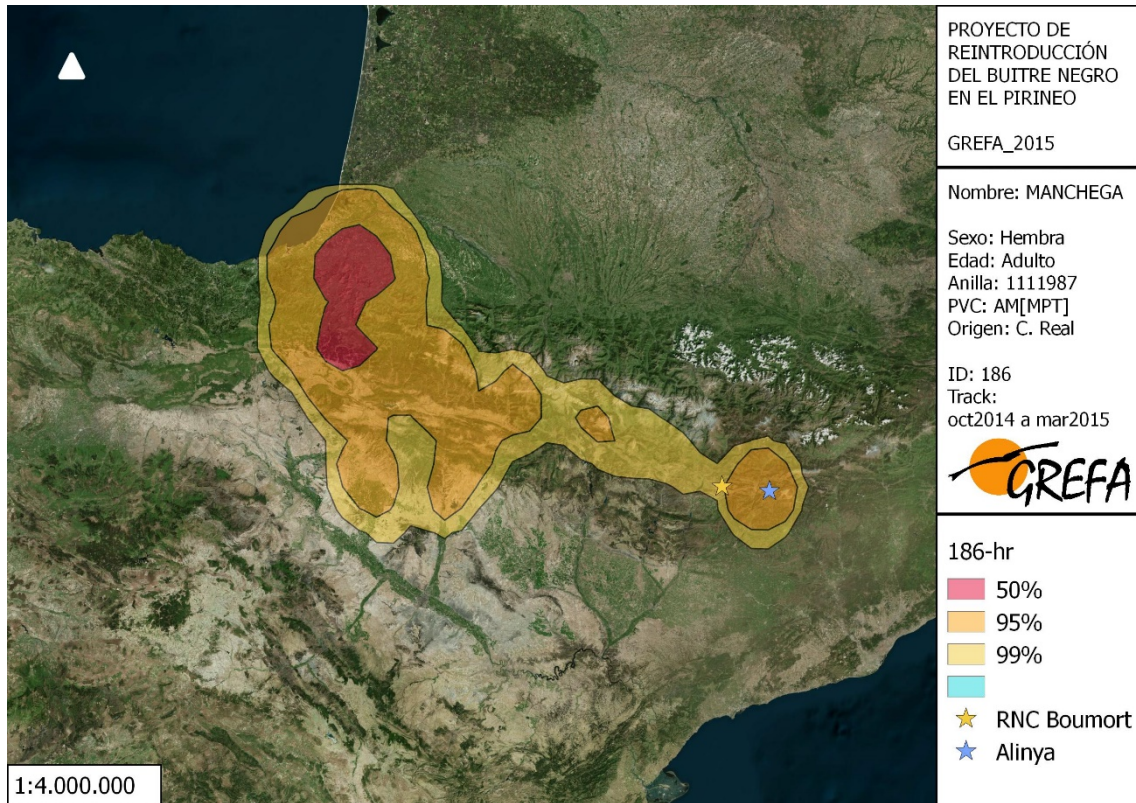 PROYECTO DE
REINTRODUCCIÓN
DEL BUITRE NEGRO
EN EL PIRINEO
GREFA_2015
Nombre: MANCHEGA
Sexo: Hembra
Edad: Adulto
Anilla: 1111987
PVC: AM[MPT]
Origen: C. Real
ID: 186
Track:
oct2014 a mar2015
GREFA
186-hr
50%
95%
99%
RNC Boumort
Alinya
1:4.000.000